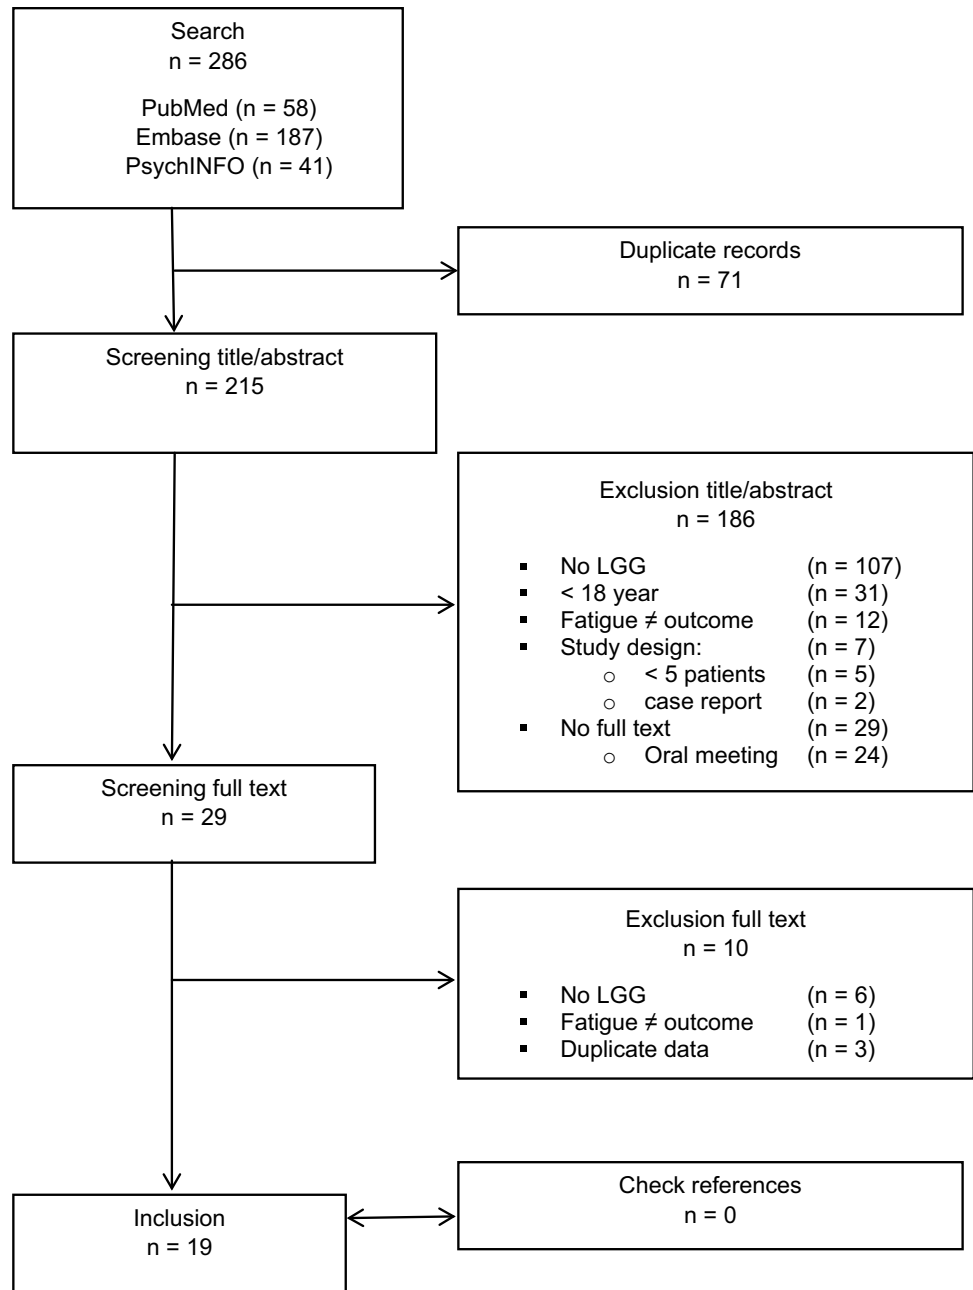 Search
n = 286
PubMed (n = 58)
Embase (n = 187)
PsychINFO (n = 41)
Duplicate records
n = 71
Screening title/abstract
n = 215
Exclusion title/abstract
n = 186
▪ No LGG (n = 107)
▪ < 18 year (n = 31)
▪ Fatigue ≠ outcome (n = 12)
▪ Study design: (n = 7)
o < 5 patients (n = 5)
o case report (n = 2)
▪ No full text (n = 29)
o Oral meeting (n = 24)
Screening full text
n = 29
Exclusion full text
n = 10
▪ No LGG (n = 6)
▪ Fatigue ≠ outcome (n = 1)
▪ Duplicate data (n = 3)
Check references
n = 0
Inclusion
n = 19